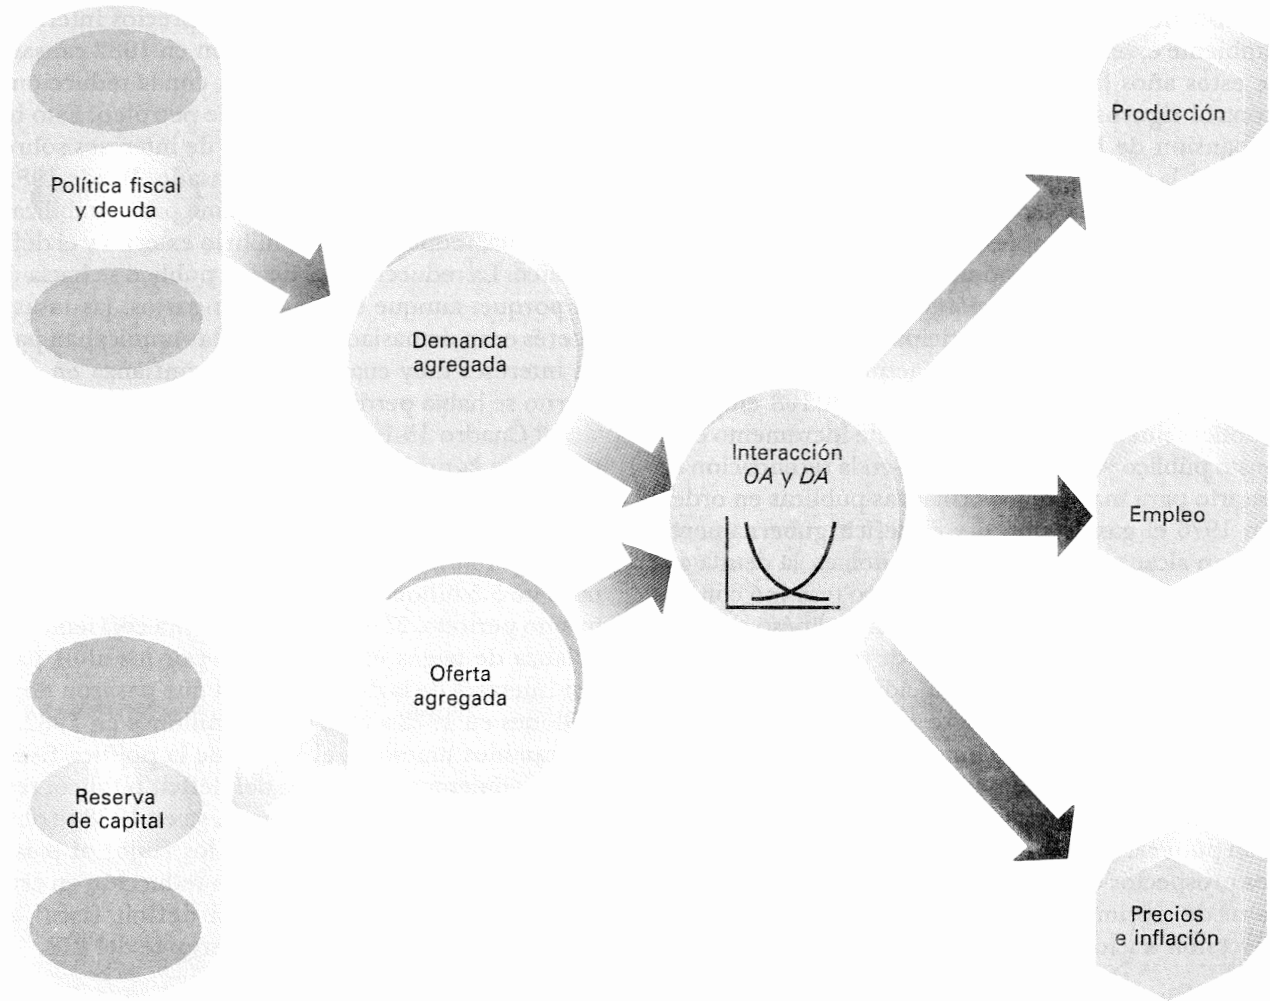 Política fiscal
y deuda
Demanda
agregada
Oferta
agregada
Reserva
de capital
Interacción
OA y DA
Producción
Empleo
Precios
e inflación